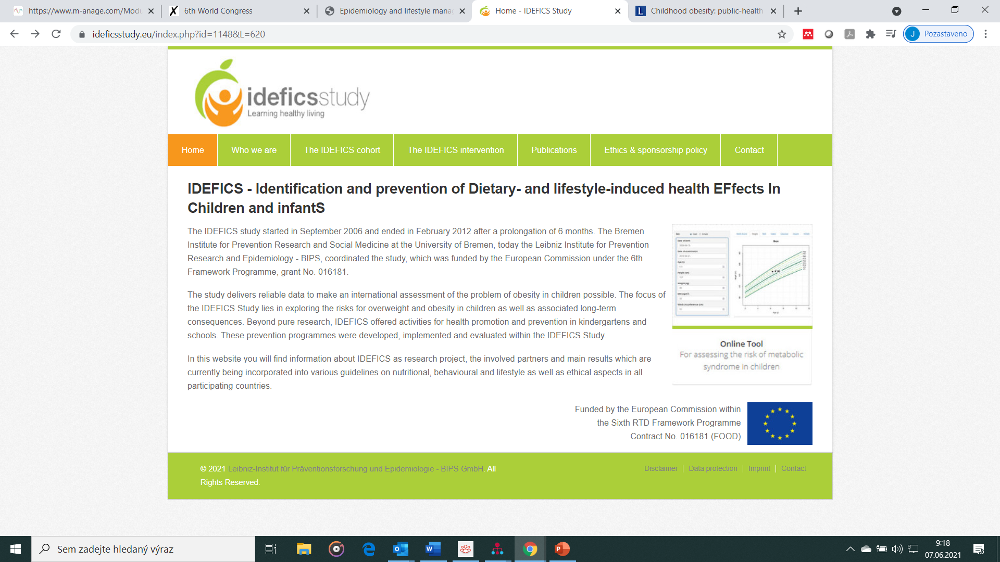 https://www.m-anage.com/Modu
6th World Congress
Epidemiology and lifestyle mana
Home - IDEFICS Study
Childhood obesity: public-health
ideficsstudy.eu/index.php?id=1148&L=620
J Pozastaveno
ideficsstudy
Learning healthy living
Home
Who we are
The IDEFICS cohort
The IDEFICS intervention
Publications
Ethics & sponsorship policy
Contact
IDEFICS - Identification and prevention of Dietary- and lifestyle-induced health EFfects In
Children and infantS
The IDEFICS study started in September 2006 and ended in February 2012 after a prolongation of 6 months. The Bremen
Institute for Prevention Research and Social Medicine at the University of Bremen, today the Leibniz Institute for Prevention
Research and Epidemiology - BIPS, coordinated the study, which was funded by the European Commission under the 6th
Framework Programme, grant No. 016181.
The study delivers reliable data to make an international assessment of the problem of obesity in children possible. The focus of
the IDEFICS Study lies in exploring the risks for overweight and obesity in children as well as associated long-term
consequences. Beyond pure research, IDEFICS offered activities for health promotion and prevention in kindergartens and
schools. These prevention programmes were developed, implemented and evaluated within the IDEFICS Study.
In this website you will find information about IDEFICS as research project, the involved partners and main results which are
currently being incorporated into various guidelines on nutritional, behavioural and lifestyle as well as ethical aspects in all
participating countries.
Boys
Online Tool
For assessing the risk of metabolic
syndrome in children
Funded by the European Commission within
the Sixth RTD Framework Programme
Contract No. 016181 (FOOD)
© 2021 Leibniz-Institut für Präventionsforschung und Epidemiologie - BIPS GmbH. All
Rights Reserved.
Disclaimer
Data protection
Imprint
Contact
Sem zadejte hledaný výraz
9:18
07.06.2021